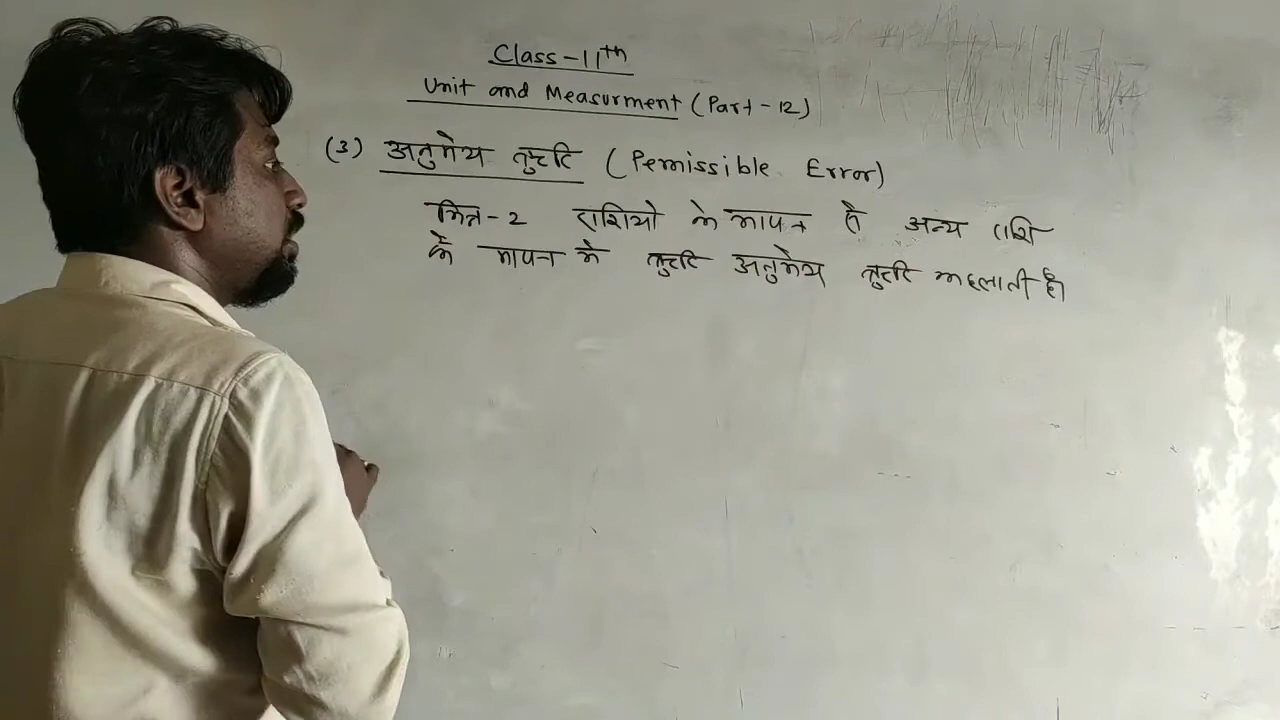 Class-11th
Unit and Measurment (Part-12)
(3) अनुमेय त्रुटि (Permissible Error)
भिन्न-2 राशियो के मापन से अन्य राशि
के मापन मे त्रुटि अनुमेय त्रुटि कहलाती है।